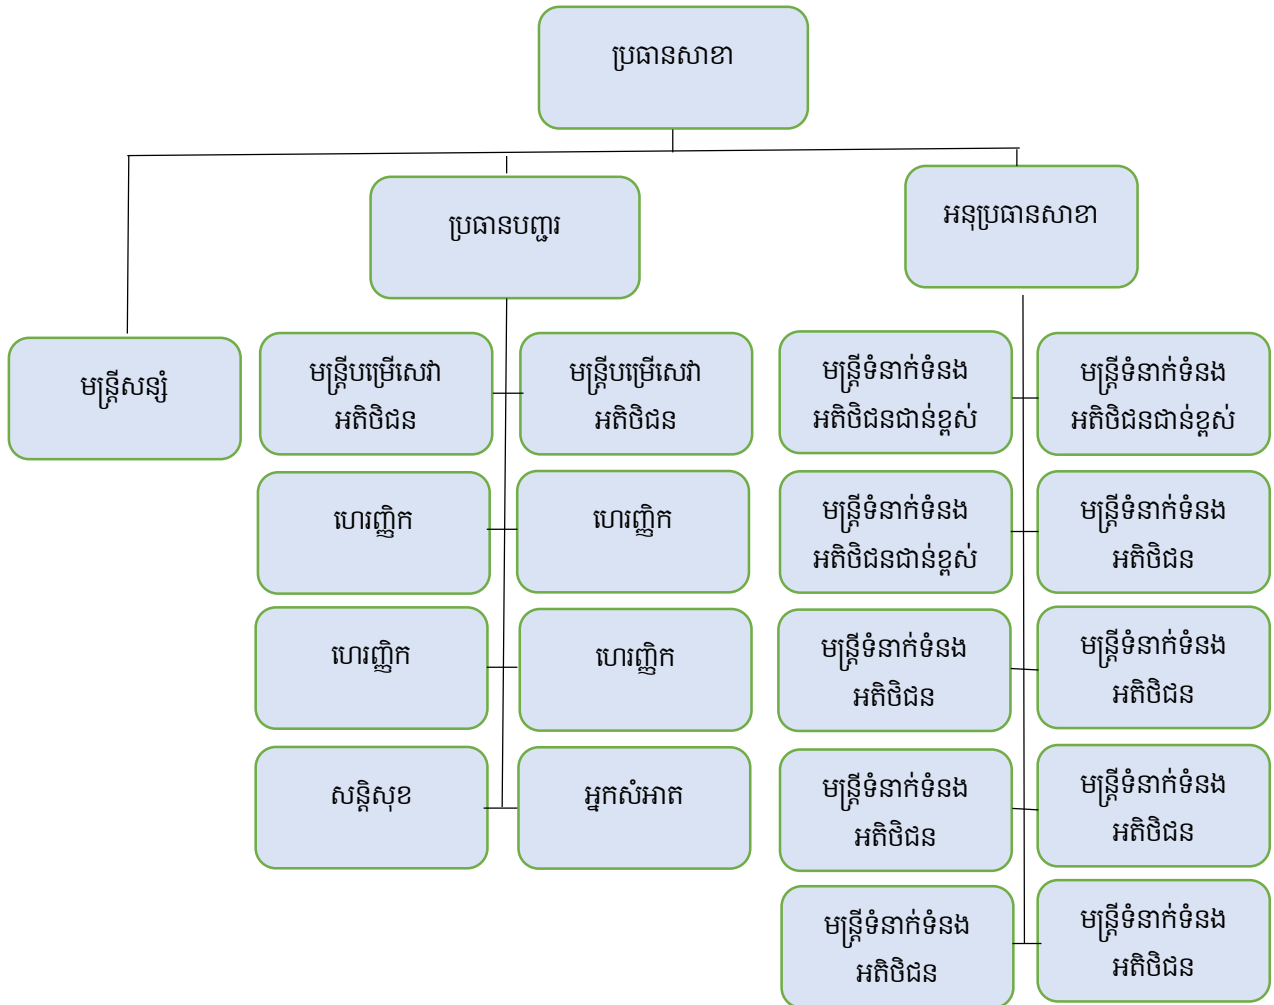 ប្រធានសាខា
ប្រធានបញ្ជរ
អនុប្រធានសាខា
មន្ត្រីសន្សំ
មន្ត្រីបម្រើសេវា
អតិថិជន
មន្ត្រីបម្រើសេវា
អតិថិជន
មន្ត្រីទំនាក់ទំនង
អតិថិជនជាន់ខ្ពស់
មន្ត្រីទំនាក់ទំនង
អតិថិជនជាន់ខ្ពស់
ហេរញ្ញិក
ហេរញ្ញិក
មន្ត្រីទំនាក់ទំនង
អតិថិជនជាន់ខ្ពស់
មន្ត្រីទំនាក់ទំនង
អតិថិជន
ហេរញ្ញិក
ហេរញ្ញិក
មន្ត្រីទំនាក់ទំនង
អតិថិជន
មន្ត្រីទំនាក់ទំនង
អតិថិជន
សន្តិសុខ
អ្នកសំអាត
មន្ត្រីទំនាក់ទំនង
អតិថិជន
មន្ត្រីទំនាក់ទំនង
អតិថិជន
មន្ត្រីទំនាក់ទំនង
អតិថិជន
មន្ត្រីទំនាក់ទំនង
អតិថិជន